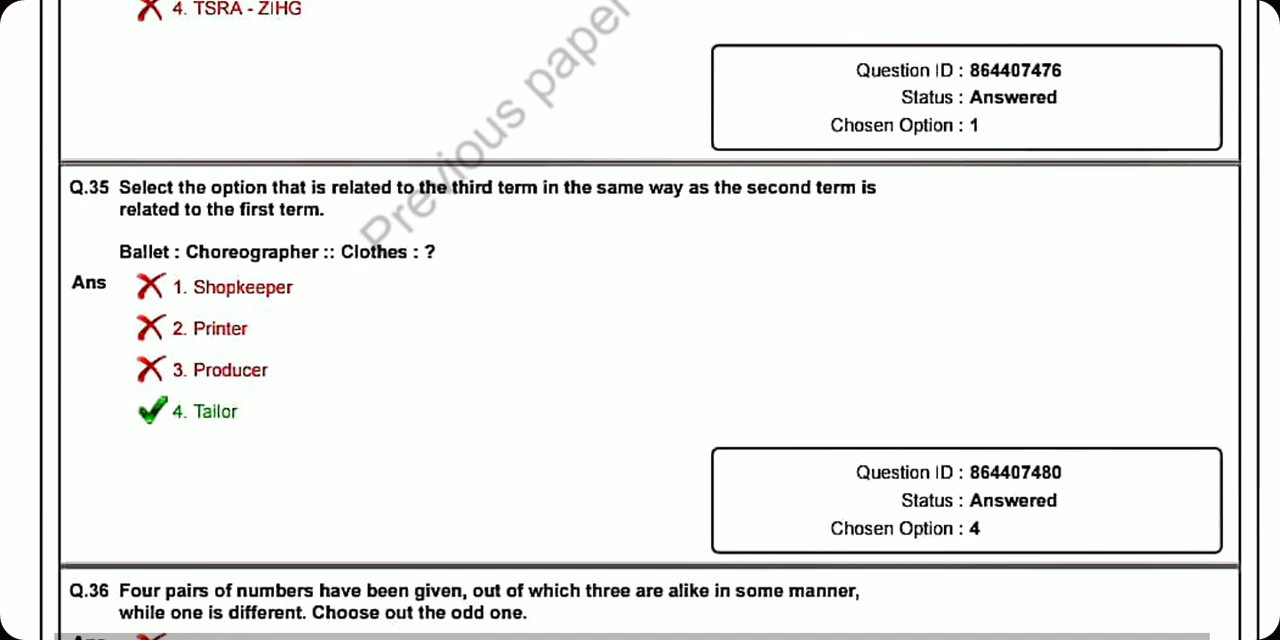 4. TSRA - ZIHG
Previous paper
Question ID : 864407476
Status : Answered
Chosen Option : 1
Q.35 Select the option that is related to the third term in the same way as the second term is
related to the first term.
Ballet : Choreographer :: Clothes : ?
Ans
1. Shopkeeper
2. Printer
3. Producer
4. Tailor
Question ID : 864407480
Status : Answered
Chosen Option : 4
Q.36 Four pairs of numbers have been given, out of which three are alike in some manner,
while one is different. Choose out the odd one.